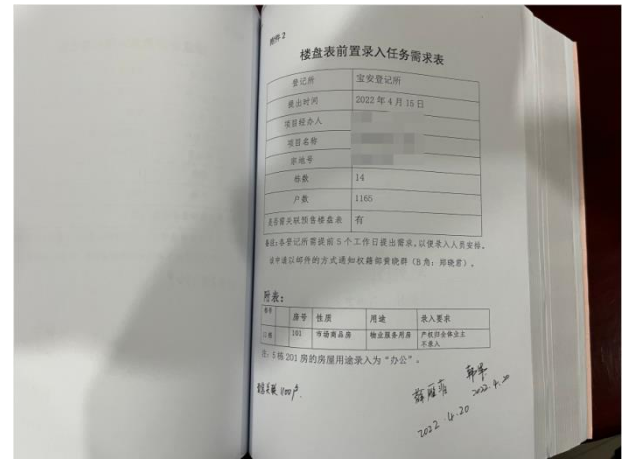 附件2
楼盘表前置录入任务需求表
登记所 宝安登记所
提出时间 2022年4月15日
项目经办人
项目名称
宗地号
栋数 14
户数 1165
是否需关联预售楼盘表 有
备注:各登记所需提前5个工作日提出需求,以便录入人员安排。
该申请以邮件的方式通知权籍部黄晓群(B角:郑晓君)。
附表:
房号 性质 用途 录入要求
101 市场商品房 物业服务用房 产权归全体业主
不录入
注:5栋201房的房屋用途录入为“办公”。
1100户
2022.4.20
2022.4.20